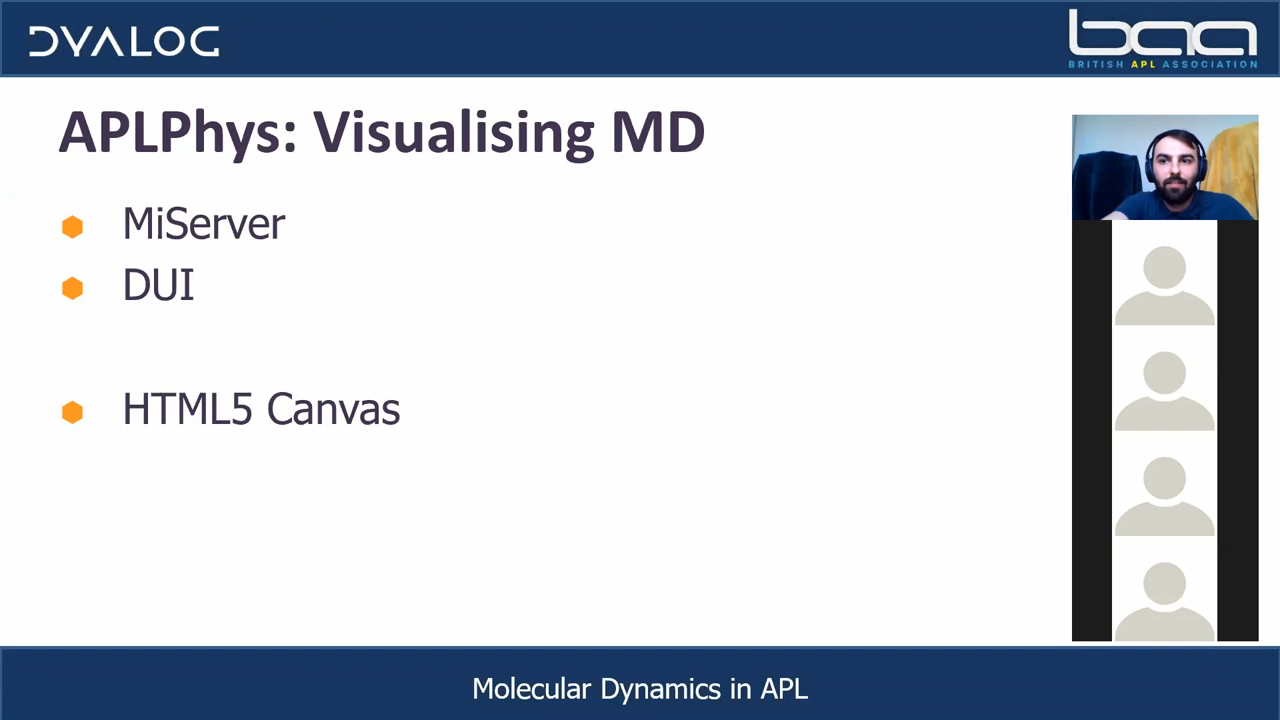 DYALOG
baa
BRITISH APL ASSOCIATION
APLPhys: Visualising MD
MiServer
DUI
HTML5 Canvas
Molecular Dynamics in APL